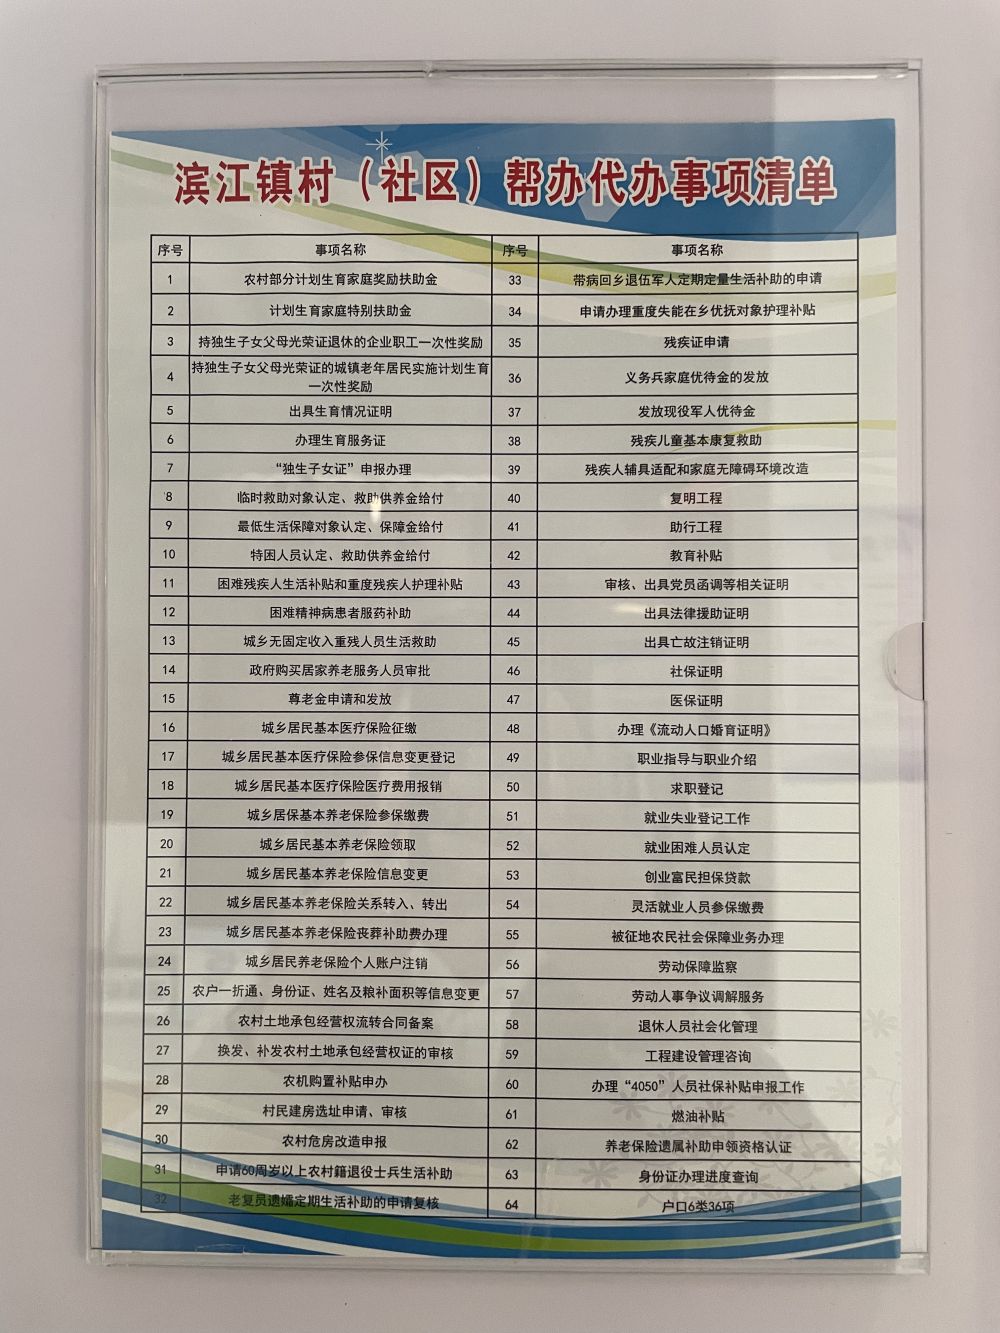 滨江镇村（社区）帮办代办事项清单
序号 事项名称 序号 事项名称
1 农村部分计划生育家庭奖励扶助金 33 带病回乡退伍军人定期定量生活补助的申请
2 计划生育家庭特别扶助金 34 申请办理重度失能在乡优抚对象护理补贴
3 持独生子女父母光荣证退休的企业职工一次性奖励 35 残疾证申请
4 持独生子女父母光荣证的城镇老年居民实施计划生育
一次性奖励 36 义务兵家庭优待金的发放
5 出具生育情况证明 37 发放现役军人优待金
6 办理生育服务证 38 残疾儿童基本康复救助
7 “独生子女证”申报办理 39 残疾人辅具适配和家庭无障碍环境改造
8 临时救助对象认定、救助供养金给付 40 复明工程
9 最低生活保障对象认定、保障金给付 41 助行工程
10 特困人员认定、救助供养金给付 42 教育补贴
11 困难残疾人生活补贴和重度残疾人护理补贴 43 审核、出具党员函调等相关证明
12 困难精神病患者服药补助 44 出具法律援助证明
13 城乡无固定收入重残人员生活救助 45 出具亡故注销证明
14 政府购买居家养老服务人员审批 46 社保证明
15 尊老金申请和发放 47 医保证明
16 城乡居民基本医疗保险征缴 48 办理《流动人口婚育证明》
17 城乡居民基本医疗保险参保信息变更登记 49 职业指导与职业介绍
18 城乡居民基本医疗保险医疗费用报销 50 求职登记
19 城乡居保基本养老保险参保缴费 51 就业失业登记工作
20 城乡居民基本养老保险领取 52 就业困难人员认定
21 城乡居民基本养老保险信息变更 53 创业富民担保贷款
22 城乡居民基本养老保险关系转入、转出 54 灵活就业人员参保缴费
23 城乡居民基本养老保险丧葬补助费办理 55 被征地农民社会保障业务办理
24 城乡居民养老保险个人账户注销 56 劳动保障监察
25 农户一折通、身份证、姓名及粮补面积等信息变更 57 劳动人事争议调解服务
26 农村土地承包经营权流转合同备案 58 退休人员社会化管理
27 换发、补发农村土地承包经营权证的审核 59 工程建设管理咨询
28 农机购置补贴申办 60 办理“4050”人员社保补贴申报工作
29 村民建房选址申请、审核 61 燃油补贴
30 农村危房改造申报 62 养老保险遗属补助申领资格认证
31 申请60周岁以上农村籍退役士兵生活补助 63 身份证办理进度查询
32 老复员遗孀定期生活补助的申请复核 64 户口6类36项